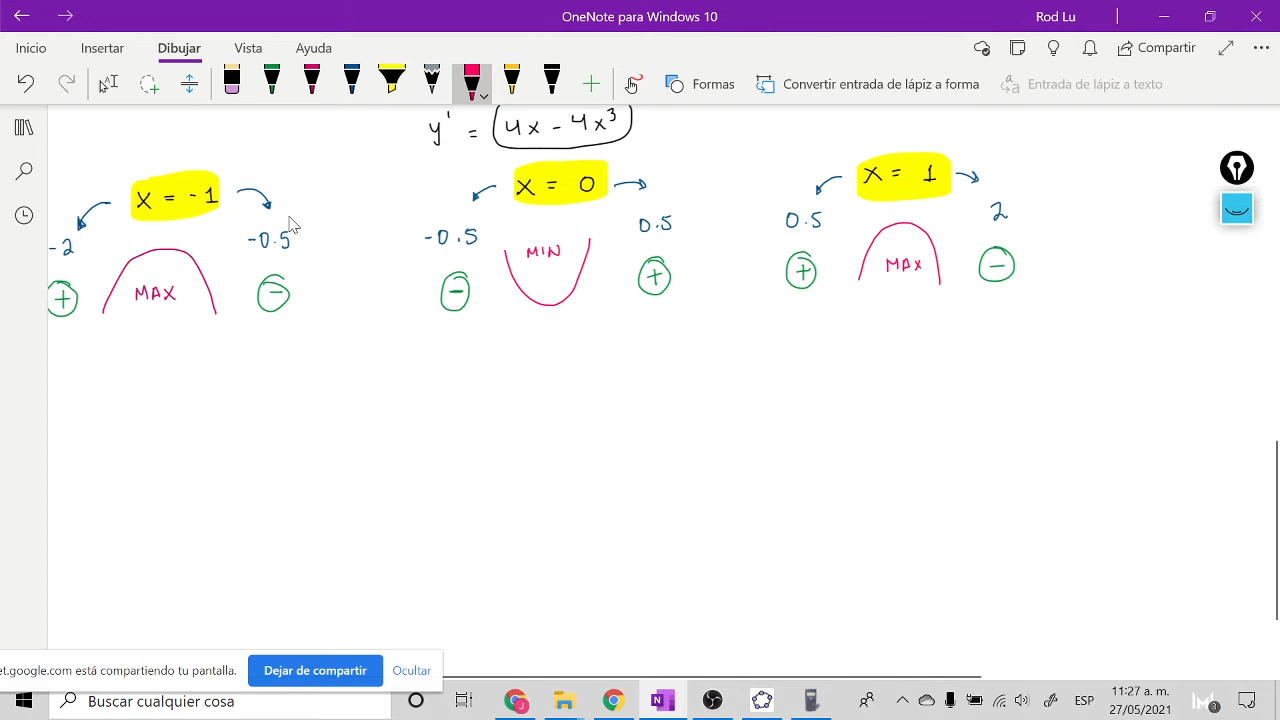 OneNote para Windows 10
Rod Lu
Inicio
Insertar
Dibujar
Vista
Ayuda
Compartir
Formas
Convertir entrada de lápiz a forma
Entrada de lápiz a texto
y' = 4x - 4x³
x = -1
x = 0
x = 1
-2
-0.5
-0.5
0.5
0.5
2
MAX
MIN
MAX
+
-
-
+
+
-
et.google.com está compartiendo tu pantalla.
Dejar de compartir
Ocultar
Buscar cualquier cosa
ESP
11:27 a. m.
27/05/2021
3